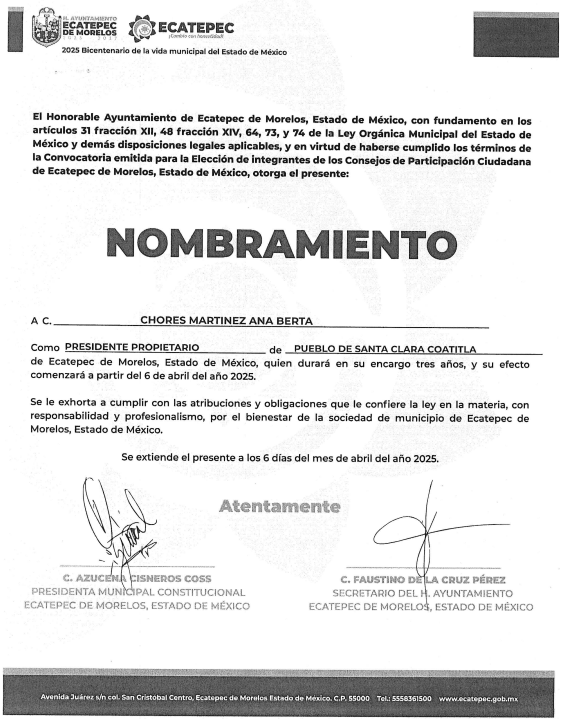 H. AYUNTAMIENTO
ECATEPEC
DE MORELOS
ECATEPEC
¡Cambia con honestidad!
2025 Bicentenario de la vida municipal del Estado de México
El Honorable Ayuntamiento de Ecatepec de Morelos, Estado de México, con fundamento en los
artículos 31 fracción XII, 48 fracción XIV, 64, 73, y 74 de la Ley Orgánica Municipal del Estado de
México y demás disposiciones legales aplicables, y en virtud de haberse cumplido los términos de
la Convocatoria emitida para la Elección de integrantes de los Consejos de Participación Ciudadana
de Ecatepec de Morelos, Estado de México, otorga el presente:
NOMBRAMIENTO
A C. CHORES MARTINEZ ANA BERTA
Como PRESIDENTE PROPIETARIO de PUEBLO DE SANTA CLARA COATITLA
de Ecatepec de Morelos, Estado de México, quien durará en su encargo tres años, y su efecto
comenzará a partir del 6 de abril del año 2025.
Se le exhorta a cumplir con las atribuciones y obligaciones que le confiere la ley en la materia, con
responsabilidad y profesionalismo, por el bienestar de la sociedad de municipio de Ecatepec de
Morelos, Estado de México.
Se extiende el presente a los 6 días del mes de abril del año 2025.
Atentamente
C. AZUCENA CISNEROS COSS
PRESIDENTA MUNICIPAL CONSTITUCIONAL
ECATEPEC DE MORELOS, ESTADO DE MÉXICO
C. FAUSTINO DE LA CRUZ PÉREZ
SECRETARIO DEL H. AYUNTAMIENTO
ECATEPEC DE MORELOS, ESTADO DE MÉXICO
Avenida Juárez s/n col. San Cristóbal Centro, Ecatepec de Morelos Estado de México. C.P. 55000 Tel.: 5558361500 www.ecatepec.gob.mx